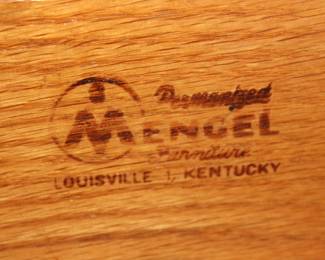 Permanized
MENGEL
Furniture
LOUISVILLE 1, KENTUCKY